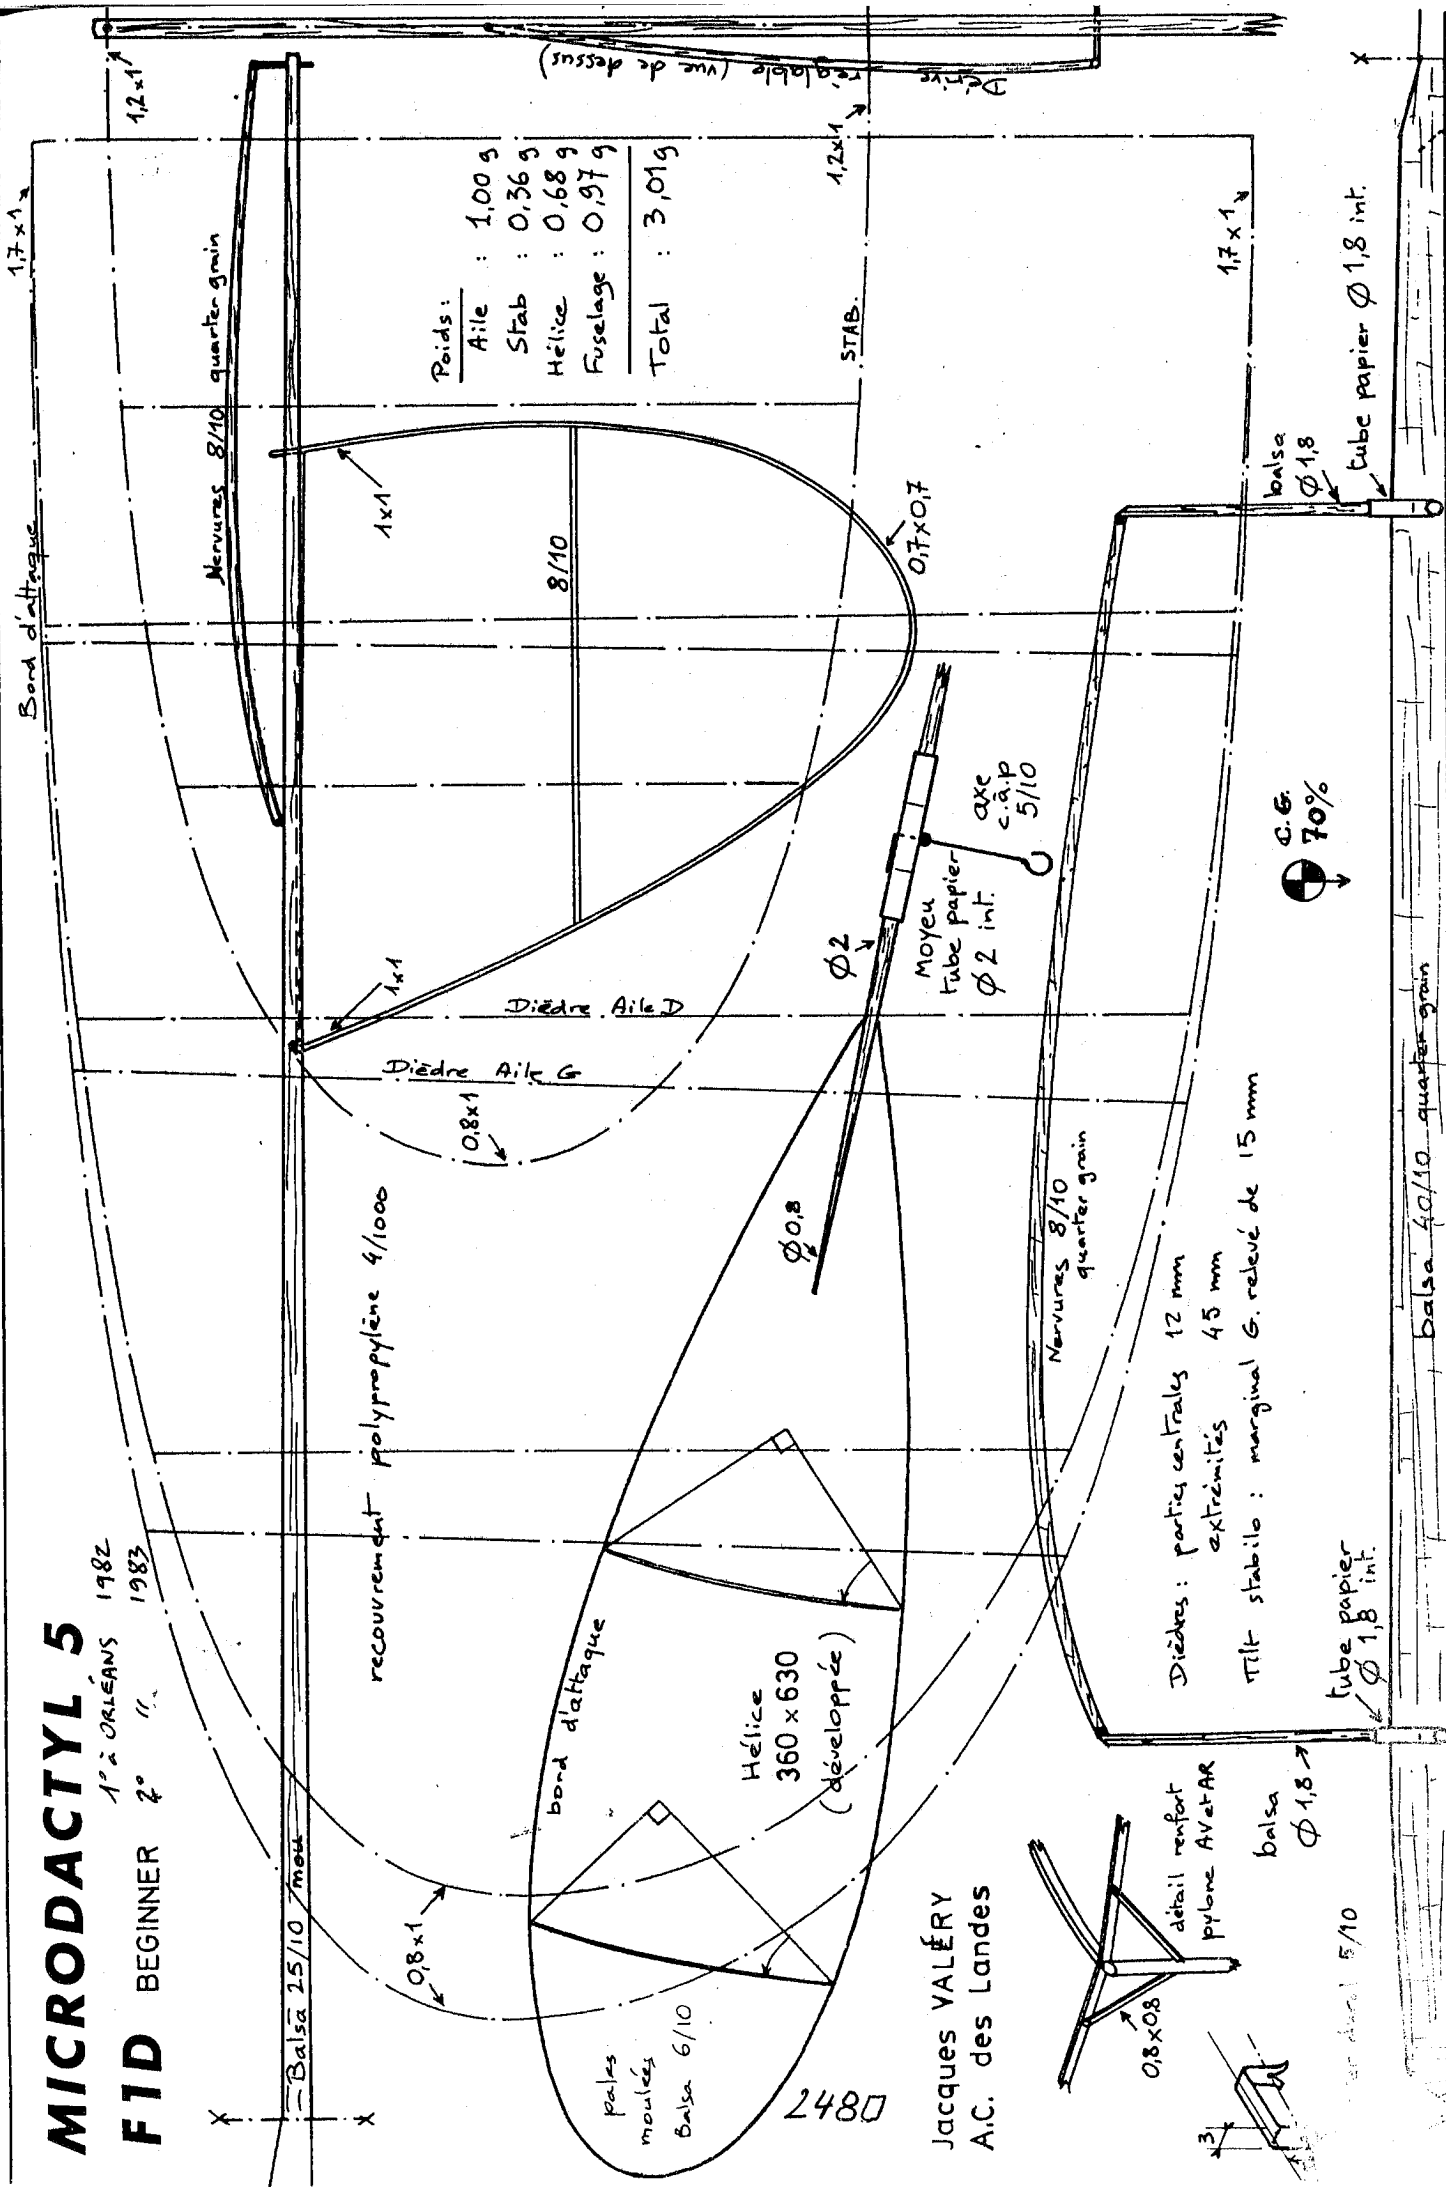 MICRODACTYL 5
F1D BEGINNER
1° à ORLÉANS 1982
2° " 1983
Balsa 25/10 mou
0,8x1
recouvrement polypropylène 4/1000
Bord d'attaque
1,7x1
1,2x1
Nervures 8/10 quarter grain
Dérive réglable (vue de dessus)
Poids:
Aile : 1,00 g
Stab : 0,36 g
Hélice : 0,68 g
Fuselage : 0,97 g
Total : 3,01 g
1x1
8/10
0,7x0,7
1x1
STAB.
1,2x1
1,7x1
Dièdre Aile D
Dièdre Aile G
0,8x1
bord d'attaque
Hélice
360 x 630
(développée)
pales
moulées
Balsa 6/10
2480
Ø0,8
Ø2
Moyeu
tube papier
Ø 2 int.
axe
c.à.p
5/10
Nervures 8/10
quarter grain
Jacques VALÉRY
A.C. des Landes
Dièdres : parties centrales 12 mm
extrémités 45 mm
Tilt stabilo : marginal G. relevé de 15 mm
C.G.
70%
balsa
Ø 1,8
tube papier Ø 1,8 int.
détail renfort
pylone AV et AR
0,8x0,8
balsa
Ø 1,8
tube papier
Ø 1,8 int.
balsa 40/10 quarter grain
3
5/10
X
X
X